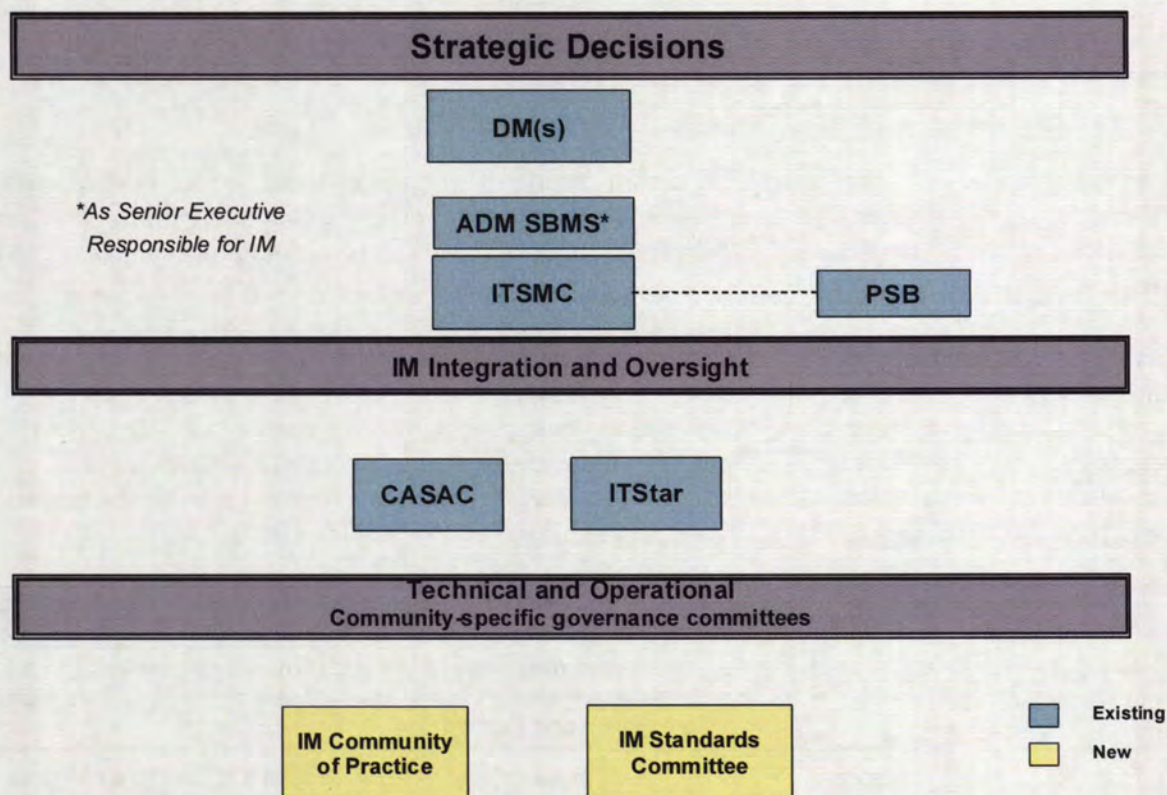 Strategic Decisions
DM(s)
*As Senior Executive
Responsible for IM
ADM SBMS*
ITSMC
PSB
IM Integration and Oversight
CASAC
ITStar
Technical and Operational
Community-specific governance committees
IM Community
of Practice
IM Standards
Committee
Existing
New